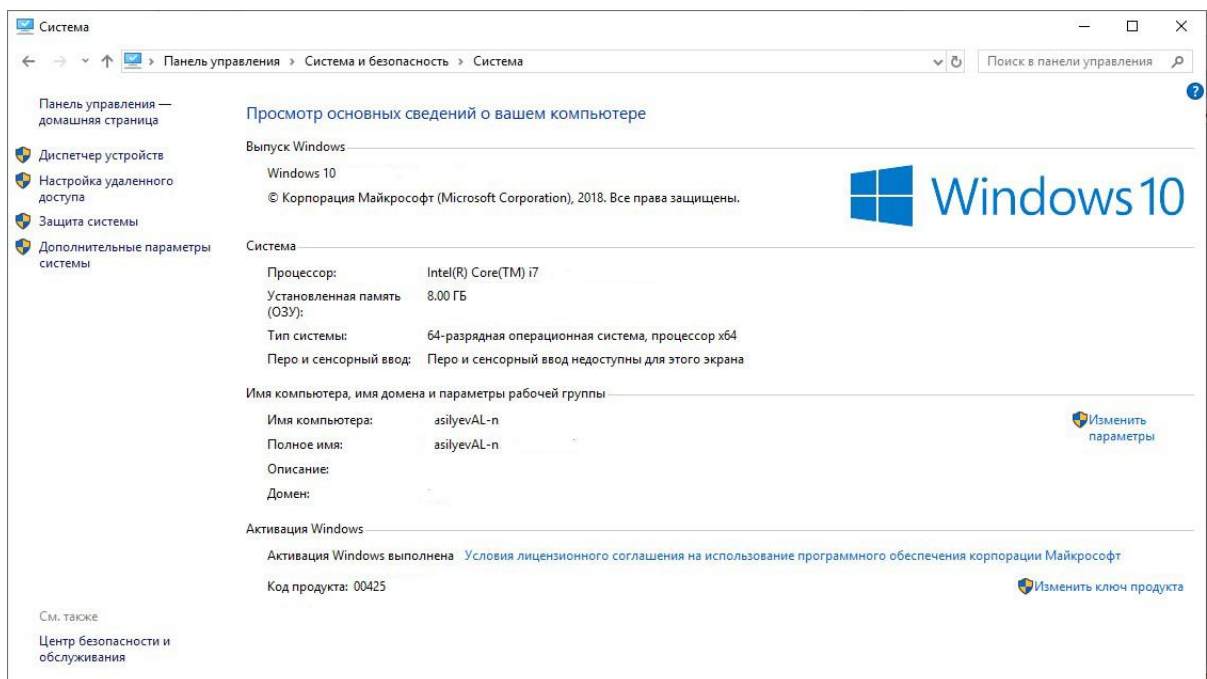 Система
Панель управления › Система и безопасность › Система
Поиск в панели управления
Панель управления —
домашняя страница
Диспетчер устройств
Настройка удаленного
доступа
Защита системы
Дополнительные параметры
системы
Просмотр основных сведений о вашем компьютере
Выпуск Windows
Windows 10
© Корпорация Майкрософт (Microsoft Corporation), 2018. Все права защищены.
Windows 10
Система
Процессор: Intel(R) Core(TM) i7
Установленная память 8.00 ГБ
(ОЗУ):
Тип системы: 64-разрядная операционная система, процессор x64
Перо и сенсорный ввод: Перо и сенсорный ввод недоступны для этого экрана
Имя компьютера, имя домена и параметры рабочей группы
Имя компьютера: asilyevAL-n
Изменить
параметры
Полное имя: asilyevAL-n
Описание:
Домен:
Активация Windows
Активация Windows выполнена Условия лицензионного соглашения на использование программного обеспечения корпорации Майкрософт
Код продукта: 00425
Изменить ключ продукта
См. также
Центр безопасности и
обслуживания